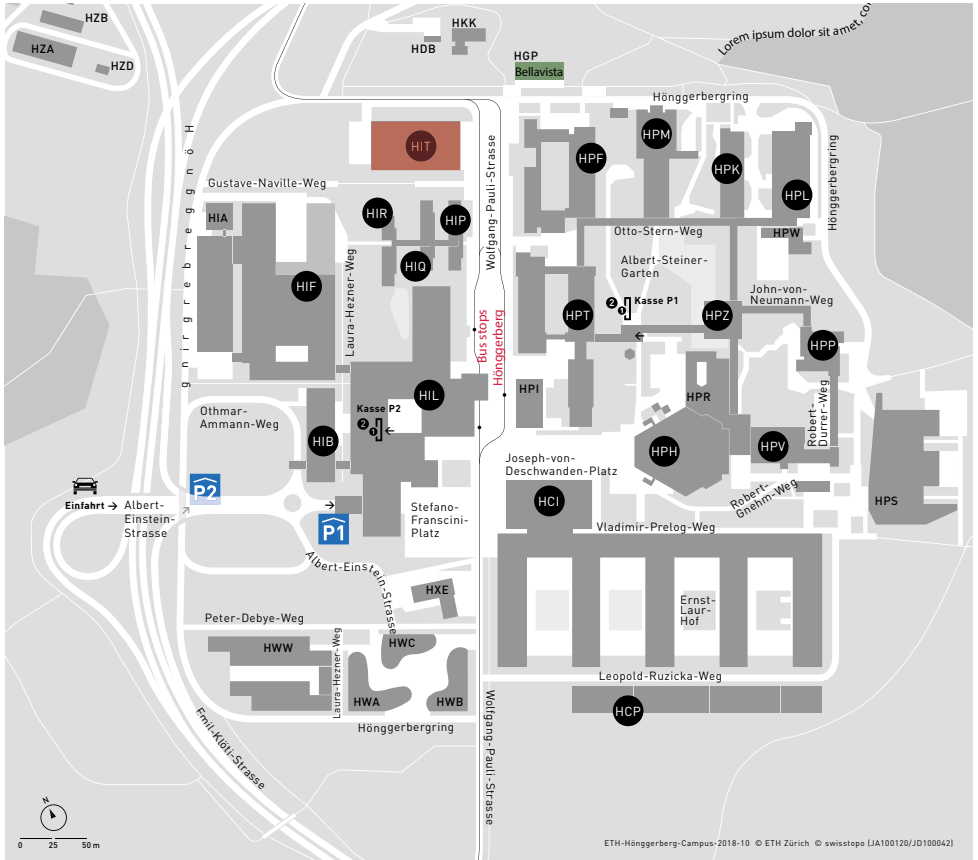 HZB
HZA
HZD
HKK
HDB
HGP
Bellavista
Lorem ipsum dolor sit amet, co
Hönggerbergring
HIT
HPF
HPM
HPK
HPL
Hönggerbergring
Hönggerbergring
Wolfgang-Pauli-Strasse
Gustave-Naville-Weg
HIA
HIR
HIP
HIQ
HIF
Laura-Hezner-Weg
Otto-Stern-Weg
HPW
Albert-Steiner-
Garten
John-von-
Neumann-Weg
2
1
Kasse P1
←
HPT
HPZ
HPP
Bus stops
Hönggerberg
HPI
HPR
Robert-
Durrer-Weg
HIL
Othmar-
Ammann-Weg
Kasse P2
2
1
←
HIB
HPH
HPV
Joseph-von-
Deschwanden-Platz
Robert-
Gnehm-Weg
HPS
P2
Einfahrt →
Albert-
Einstein-
Strasse
→
P1
Stefano-
Franscini-
Platz
HCI
Vladimir-Prelog-Weg
Albert-Einstein-Strasse
HXE
Ernst-
Laur-
Hof
Peter-Debye-Weg
HWW
Laura-Hezner-Weg
HWC
HWA
HWB
Hönggerbergring
Leopold-Ruzicka-Weg
HCP
Wolfgang-Pauli-Strasse
Emil-Klöti-Strasse
N
0 25 50 m
ETH-Hönggerberg-Campus-2018-10 © ETH Zürich © swisstopo (JA100120/JD100042)